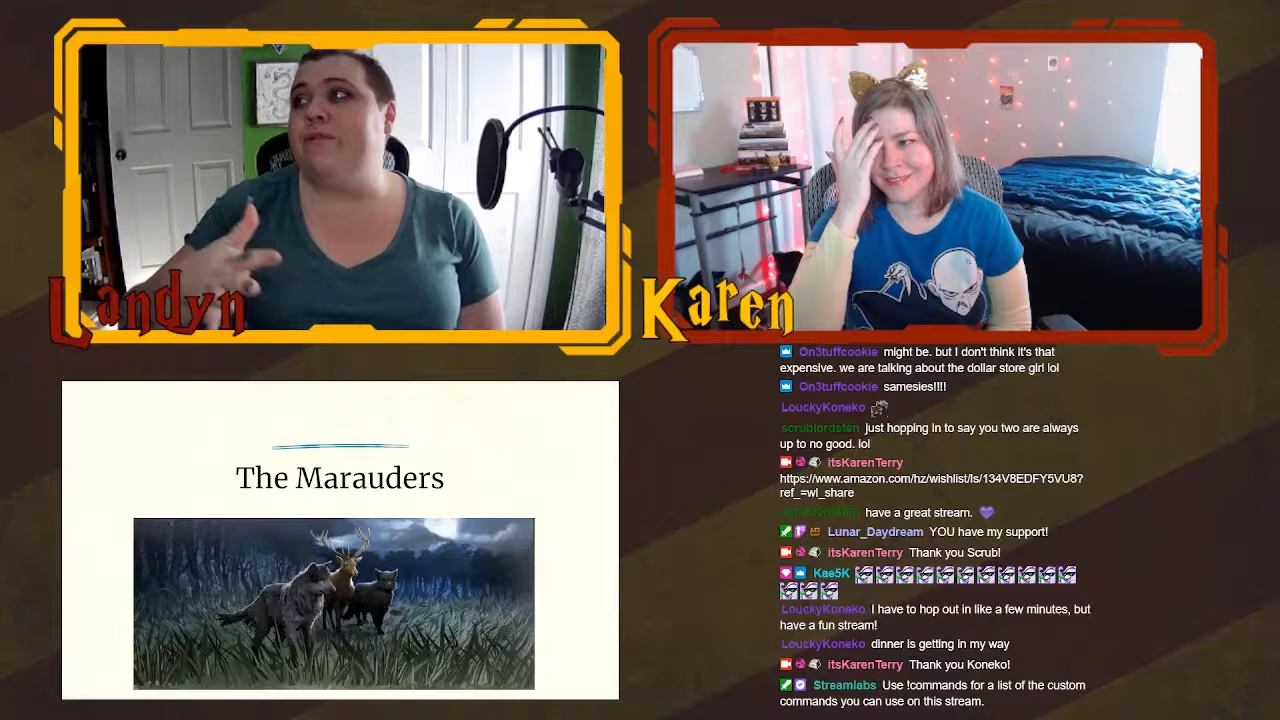 Landyn
Karen
The Marauders
On3tuffcookie might be. but I don't think it's that
expensive. we are talking about the dollar store girl lol
On3tuffcookie samesies!!!!
LouckyKoneko
scrublordsten just hopping in to say you two are always
up to no good. lol
itsKarenTerry
https://www.amazon.com/hz/wishlist/ls/134V8EDFY5VU8?
ref_=wl_share
scrublordsten have a great stream. 💜
Lunar_Daydream YOU have my support!
itsKarenTerry Thank you Scrub!
Kae5K
LouckyKoneko I have to hop out in like a few minutes, but
have a fun stream!
LouckyKoneko dinner is getting in my way
itsKarenTerry Thank you Koneko!
Streamlabs Use !commands for a list of the custom
commands you can use on this stream.